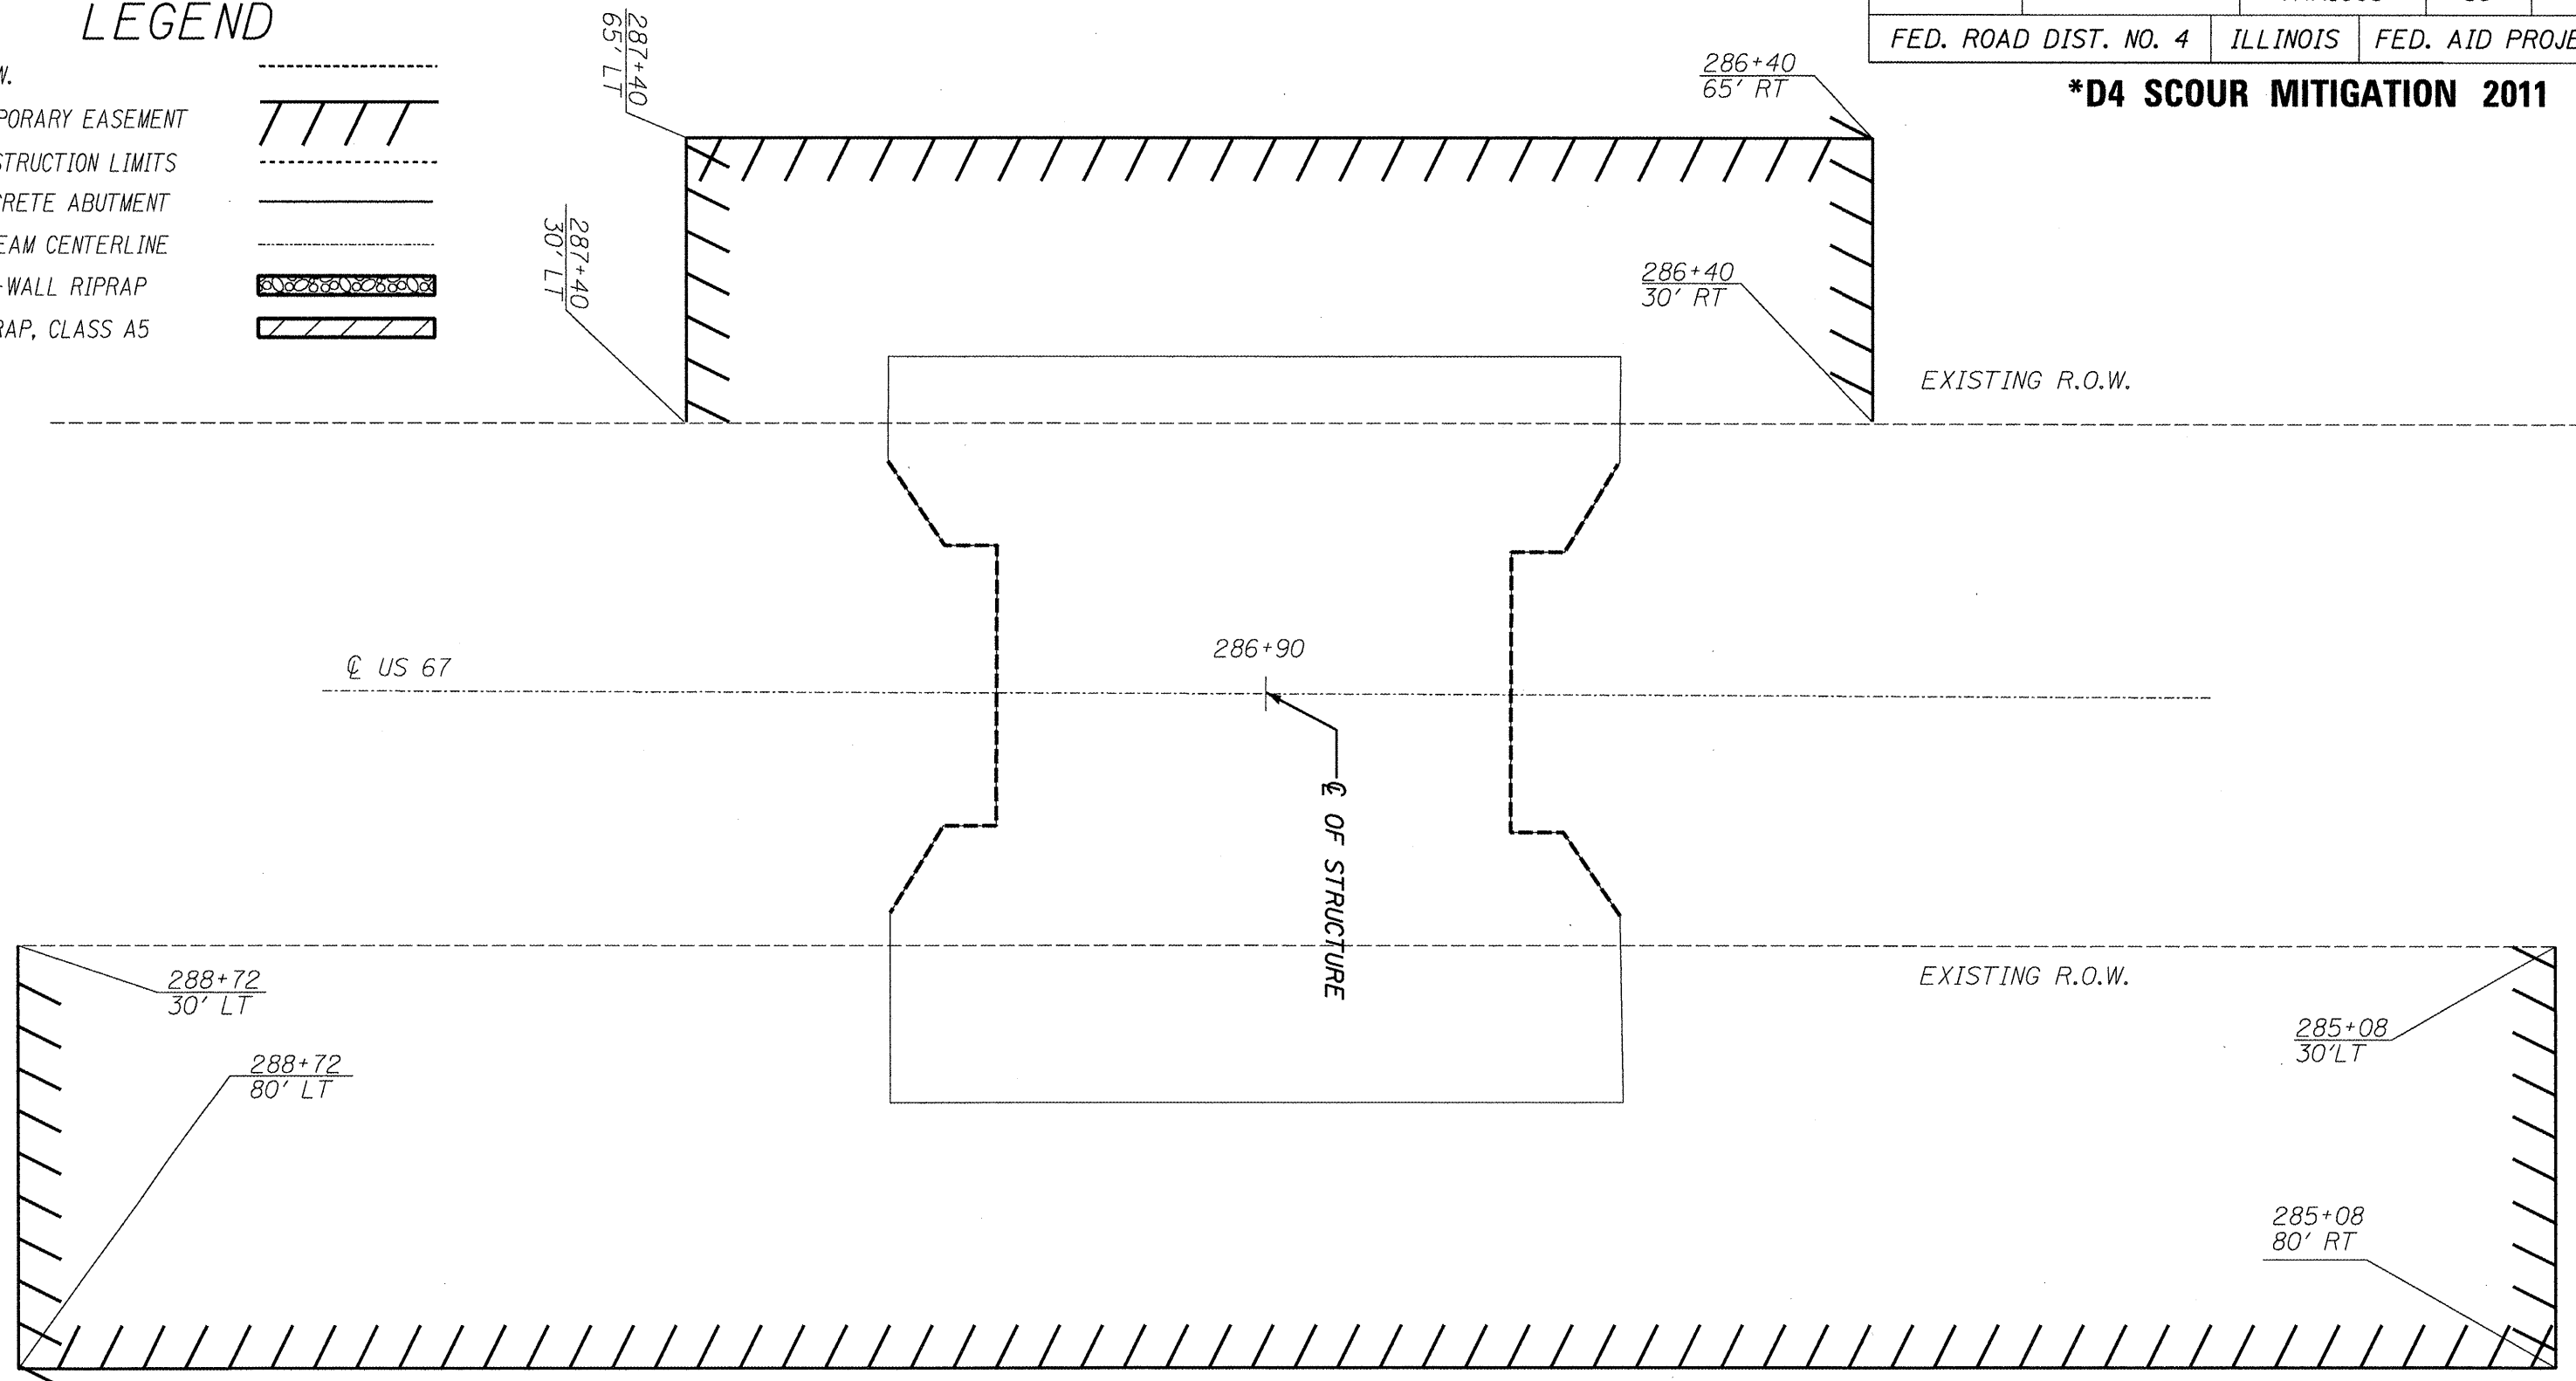 LEGEND
PORARY EASEMENT
STRUCTION LIMITS
CRETE ABUTMENT
EAM CENTERLINE
-WALL RIPRAP
RAP, CLASS A5
FED. ROAD DIST. NO. 4 ILLINOIS FED. AID PROJE
*D4 SCOUR MITIGATION 2011
287+40
65' LT
286+40
65' RT
287+40
30' LT
286+40
30' RT
EXISTING R.O.W.
℄ US 67
286+90
℄ OF STRUCTURE
EXISTING R.O.W.
288+72
30' LT
288+72
80' LT
285+08
30'LT
285+08
80' RT